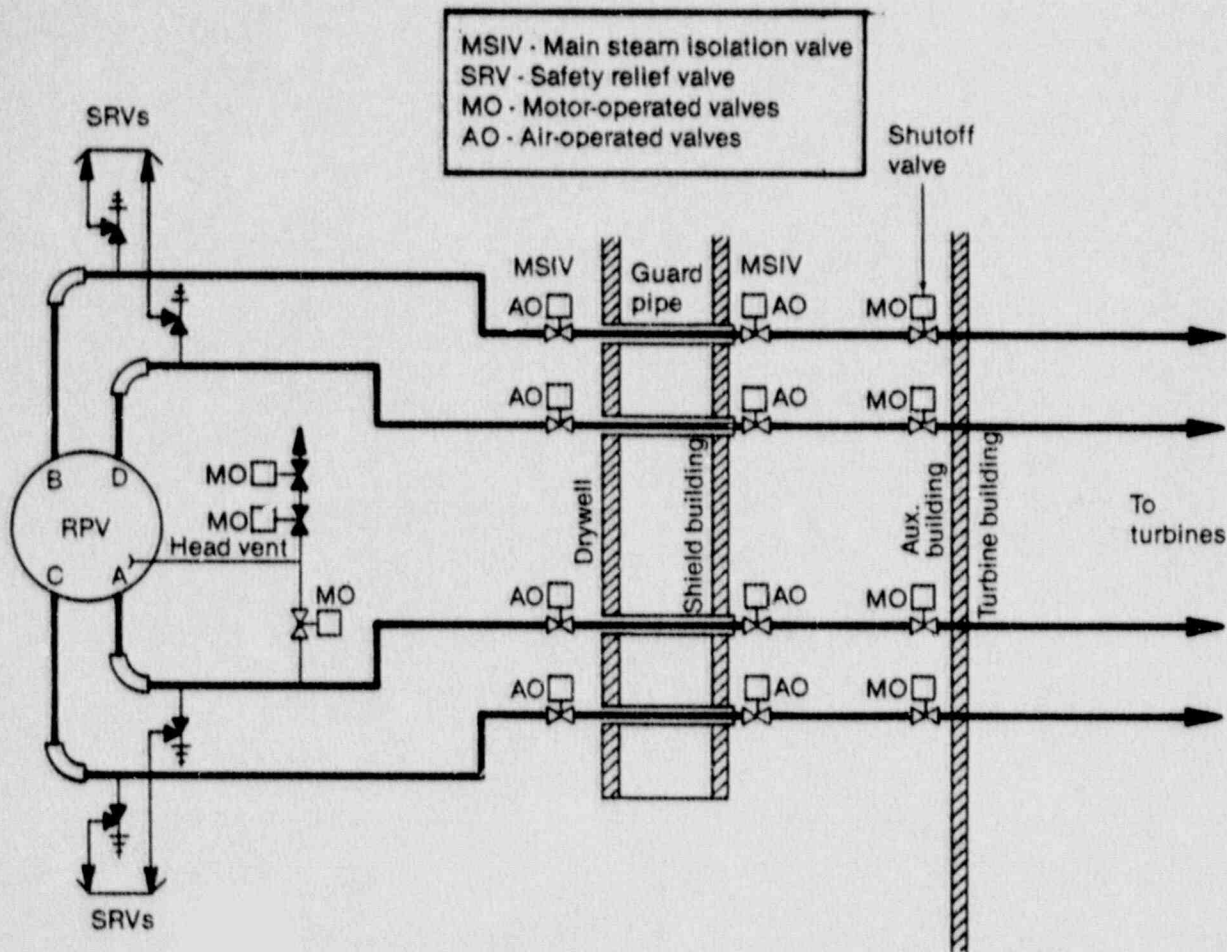 MSIV - Main steam isolation valve
SRV - Safety relief valve
MO - Motor-operated valves
AO - Air-operated valves
SRVs
Shutoff
valve
MSIV
Guard
pipe
MSIV
AO
AO
MO
AO
AO
MO
B
D
RPV
C
A
MO
MO
Head vent
MO
Drywell
Shield building
Aux.
building
Turbine building
To
turbines
AO
AO
MO
AO
AO
MO
SRVs